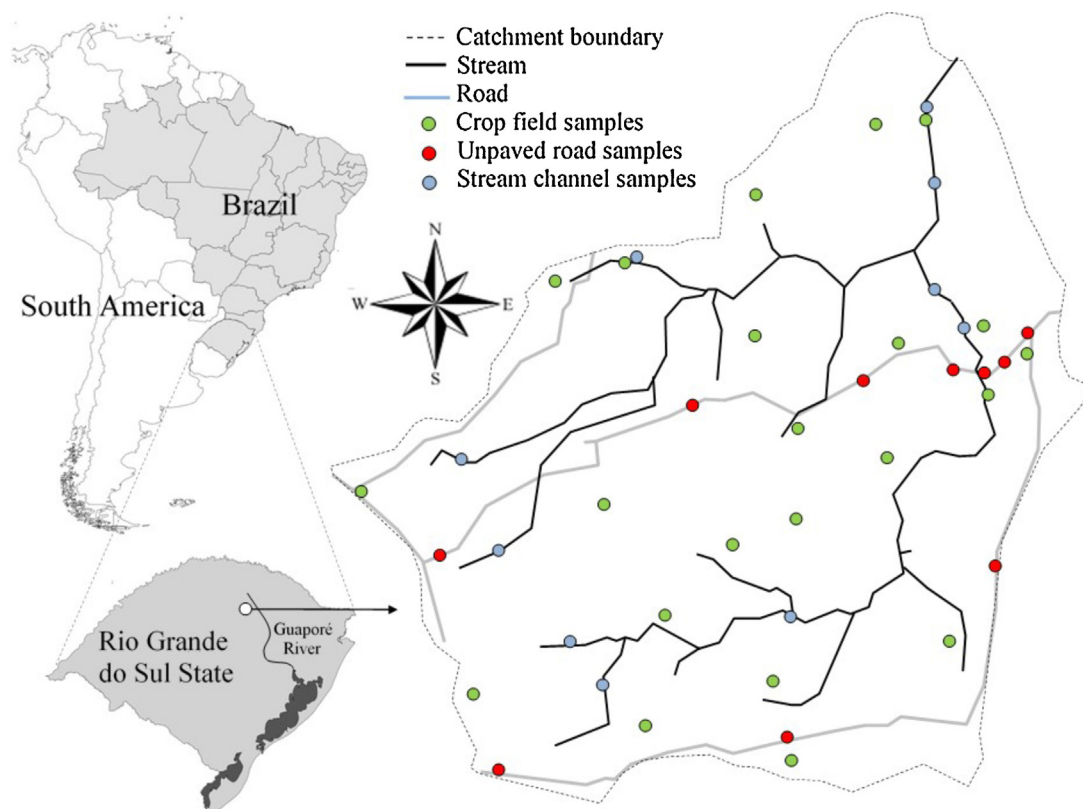 Catchment boundary
Stream
Road
Crop field samples
Unpaved road samples
Stream channel samples
Brazil
South America
N
W
E
S
Rio Grande
do Sul State
Guaporé
River